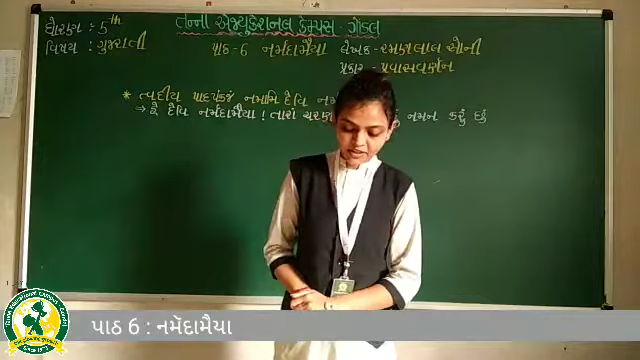 ધોરણ : 5th
તન્ના એજ્યુકેશનલ કેમ્પસ - ગોંડલ
વિષય : ગુજરાતી
પાઠ - 6 નર્મદામૈયા
લેખક - રમણલાલ સોની
પ્રકાર - પ્રવાસવર્ણન
* ત્વદીય પાદપંકજં નમામિ દેવિ
→ હે દેવિ નર્મદામૈયા ! તારા ચરણ નમન કરું છું
પાઠ 6 : નર્મદામૈયા